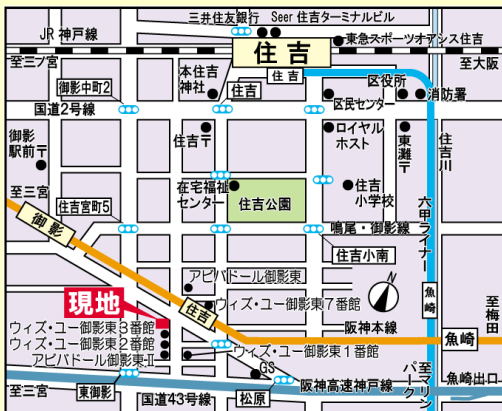 三井住友銀行 Seer 住吉ターミナルビル
JR 神戸線
東急スポーツオアシス住吉
至三ノ宮
住吉
至大阪
住吉
本住吉
神社
住吉
区役所
消防署
御影中町2
区民センター
国道2号線
御影
駅前〒
住吉〒
ロイヤル
ホスト
東灘〒
住吉川
至三宮
在宅福祉
センター
住吉公園
住吉
小学校
住吉宮町5
御影
鳴尾・御影線
六甲ライナー
住吉小南
アビバドール御影東
N
現地
住吉
ウィズ・ユー御影東7番館
魚崎
至梅田
ウィズ・ユー御影東3番館
阪神本線
魚崎
ウィズ・ユー御影東2番館
ウィズ・ユー御影東1番館
アビバドール御影東-II
GS
至マリンパーク
魚崎出口
至三宮
東御影
阪神高速神戸線
国道43号線
松原